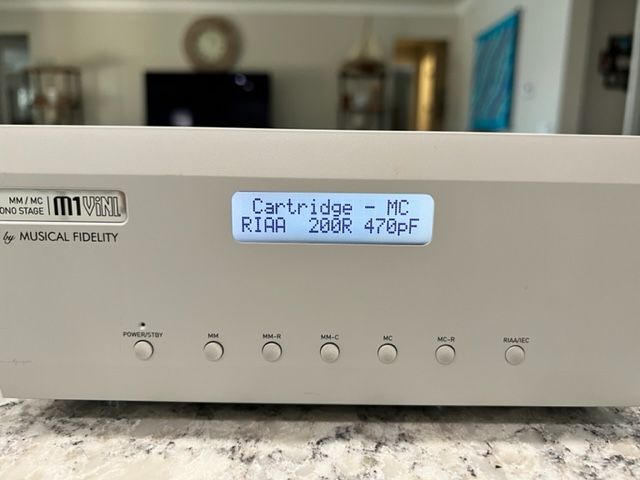 MM / MC
ONO STAGE
M1 ViNL
by MUSICAL FIDELITY
Cartridge - MC
RIAA 200R 470pF
POWER/STBY
MM
MM-R
MM-C
MC
MC-R
RIAA/IEC